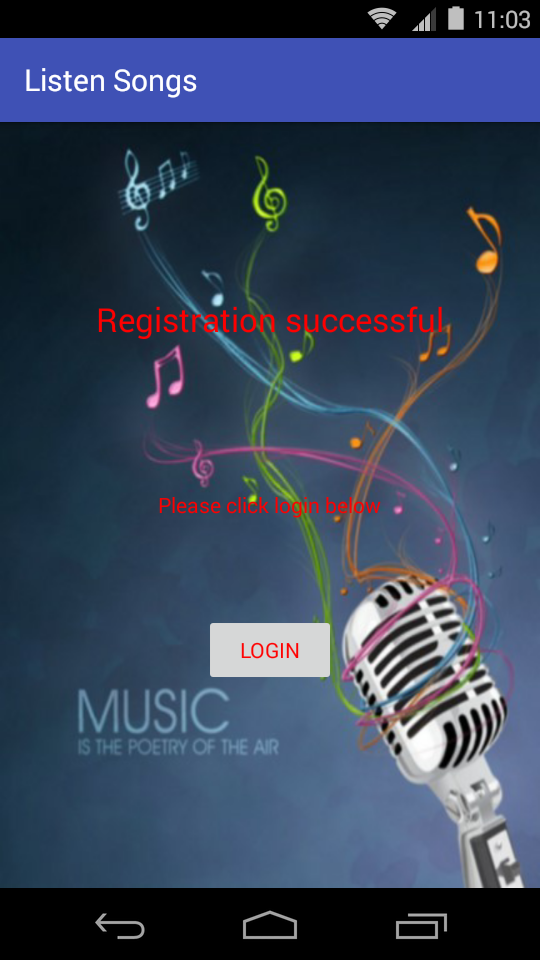 11:03
Listen Songs
Registration successful
Please click login below
LOGIN
MUSIC
IS THE POETRY OF THE AIR